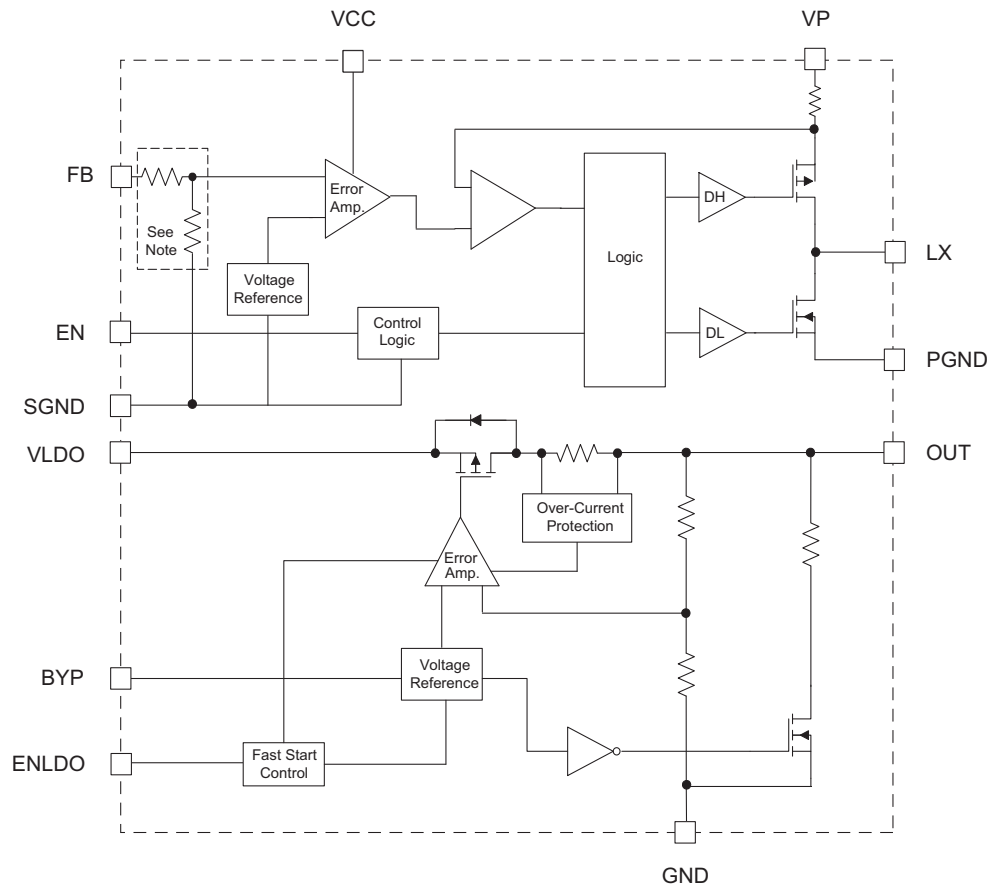 VCC
VP
FB
Error
Amp.
See
Note
DH
Logic
LX
Voltage
Reference
EN
Control
Logic
DL
PGND
SGND
VLDO
OUT
Over-Current
Protection
Error
Amp.
BYP
Voltage
Reference
ENLDO
Fast Start
Control
GND